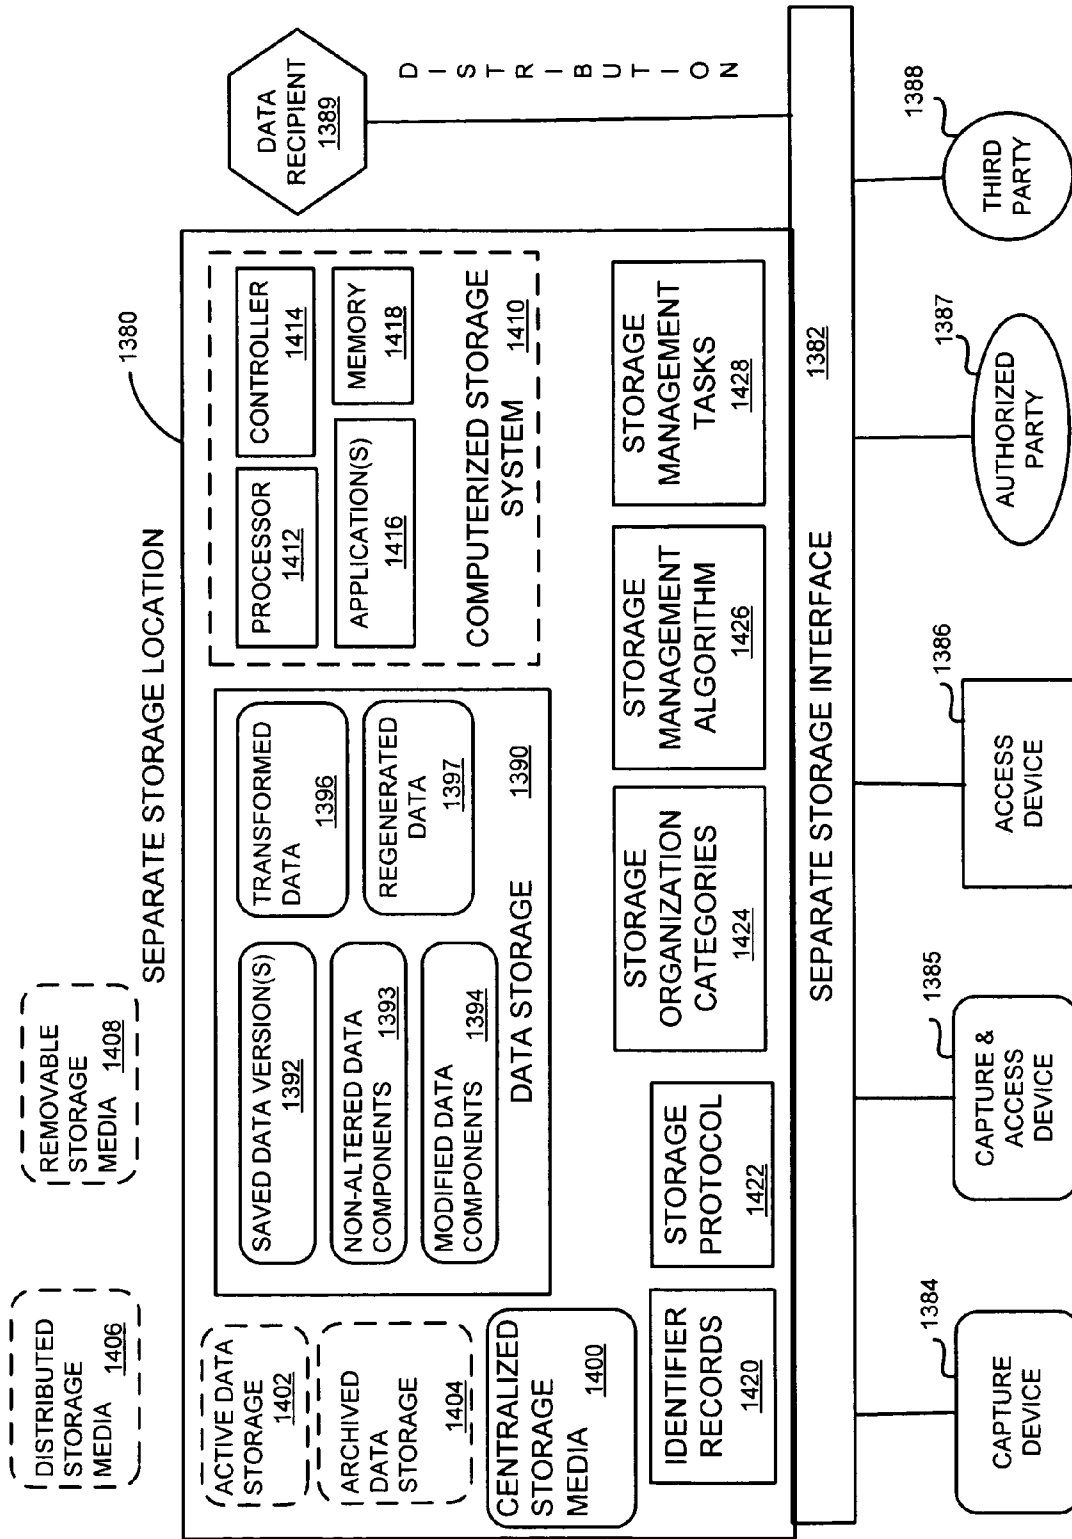 DISTRIBUTED
STORAGE
MEDIA 1406
REMOVABLE
STORAGE
MEDIA 1408
SEPARATE STORAGE LOCATION
1380
ACTIVE DATA
STORAGE
1402
ARCHIVED
DATA
STORAGE
1404
CENTRALIZED
STORAGE
MEDIA
1400
SAVED DATA VERSION(S)
1392
NON-ALTERED DATA
COMPONENTS 1393
MODIFIED DATA
COMPONENTS 1394
TRANSFORMED
DATA
1396
REGENERATED
DATA
1397
DATA STORAGE
1390
PROCESSOR
1412
CONTROLLER
1414
APPLICATION(S)
1416
MEMORY
1418
COMPUTERIZED STORAGE
SYSTEM
1410
DATA
RECIPIENT
1389
DISTRIBUTION
IDENTIFIER
RECORDS
1420
STORAGE
PROTOCOL
1422
STORAGE
ORGANIZATION
CATEGORIES
1424
STORAGE
MANAGEMENT
ALGORITHM
1426
STORAGE
MANAGEMENT
TASKS
1428
SEPARATE STORAGE INTERFACE
1382
1384
CAPTURE
DEVICE
1385
CAPTURE &
ACCESS
DEVICE
1386
ACCESS
DEVICE
1387
AUTHORIZED
PARTY
1388
THIRD
PARTY